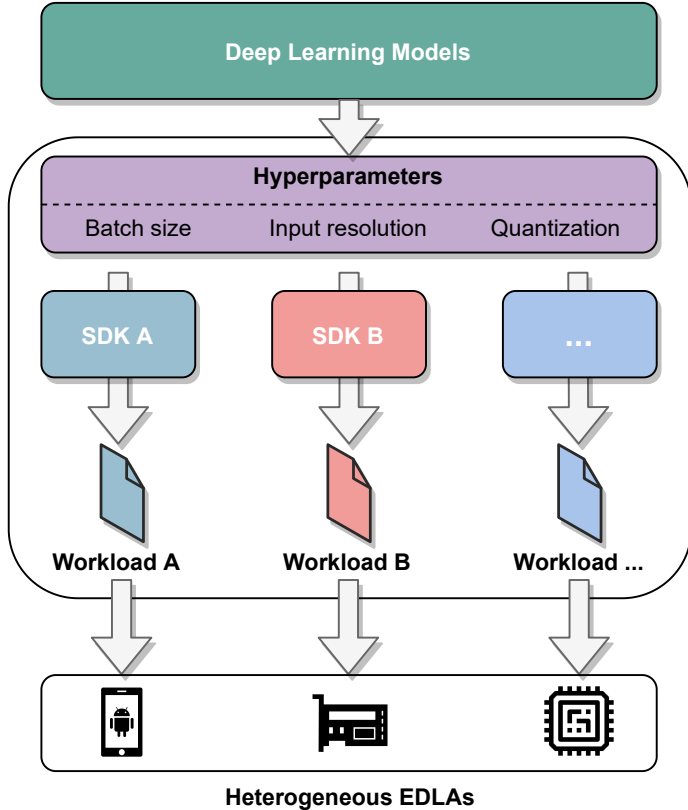 Deep Learning Models
Hyperparameters
Batch size Input resolution Quantization
SDK A SDK B ...
Workload A Workload B Workload ...
Heterogeneous EDLAs